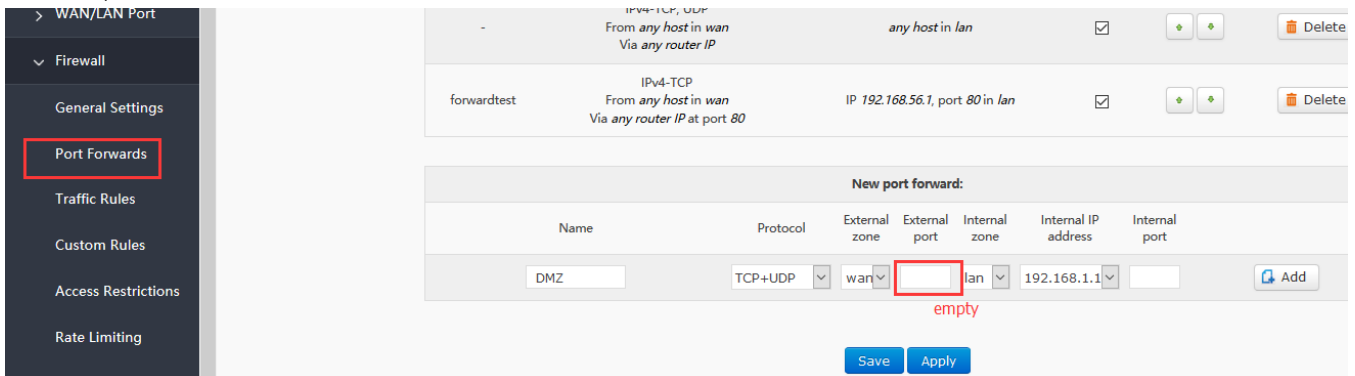 WAN/LAN Port
Firewall
General Settings
Port Forwards
Traffic Rules
Custom Rules
Access Restrictions
Rate Limiting
IPv4-TCP, UDP
- From any host in wan any host in lan Delete
Via any router IP
IPv4-TCP
forwardtest From any host in wan IP 192.168.56.1, port 80 in lan Delete
Via any router IP at port 80
New port forward:
Name Protocol External zone External port Internal zone Internal IP address Internal port
DMZ TCP+UDP wan lan 192.168.1.1 Add
empty
Save Apply